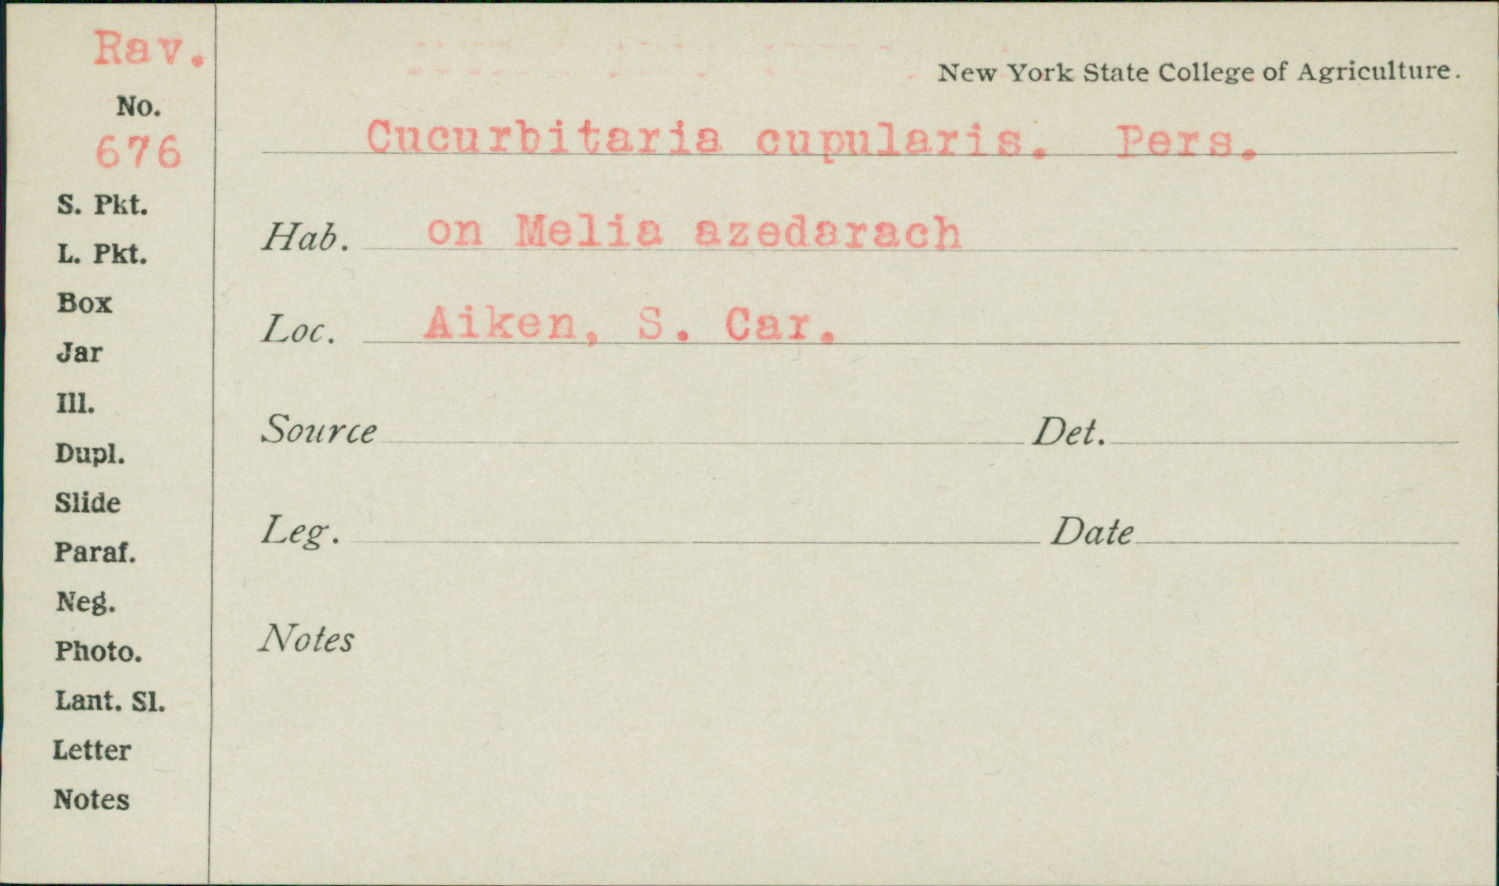 Rav.
No.
676
S. Pkt.
L. Pkt.
Box
Jar
Ill.
Dupl.
Slide
Paraf.
Neg.
Photo.
Lant. Sl.
Letter
Notes
New York State College of Agriculture.
Cucurbitaria cupularis. Pers.
Hab. on Melia azedarach
Loc. Aiken, S. Car.
Source Det.
Leg. Date
Notes